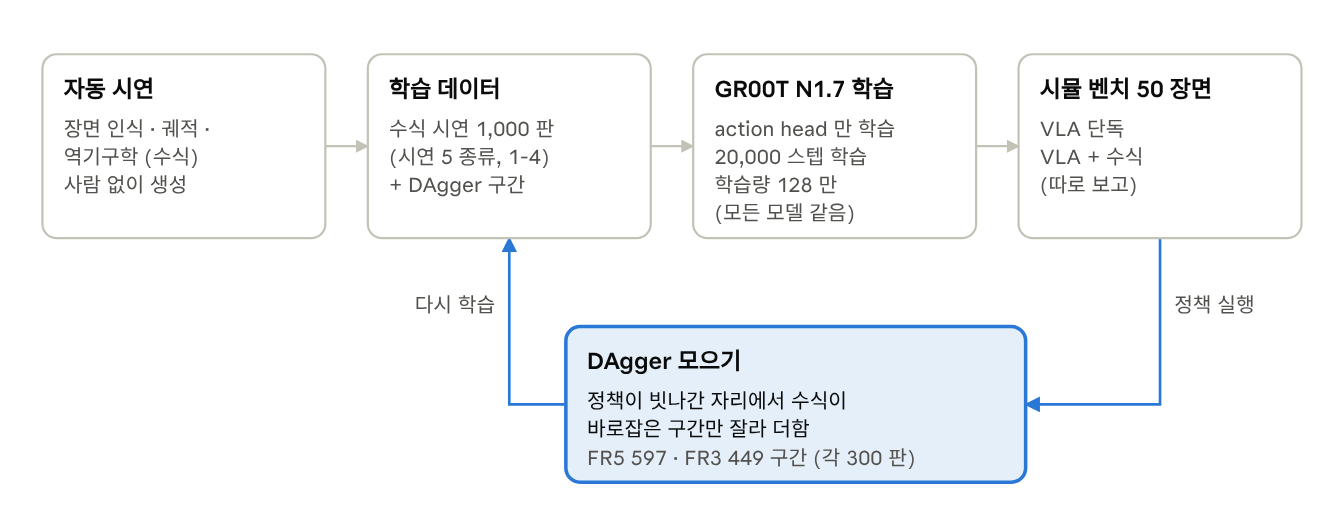 자동 시연
장면 인식 · 궤적 ·
역기구학 (수식)
사람 없이 생성
학습 데이터
수식 시연 1,000 판
(시연 5 종류, 1-4)
+ DAgger 구간
GR00T N1.7 학습
action head 만 학습
20,000 스텝 학습
학습량 128 만
(모든 모델 같음)
시뮬 벤치 50 장면
VLA 단독
VLA + 수식
(따로 보고)
다시 학습
정책 실행
DAgger 모으기
정책이 빗나간 자리에서 수식이
바로잡은 구간만 잘라 더함
FR5 597 · FR3 449 구간 (각 300 판)